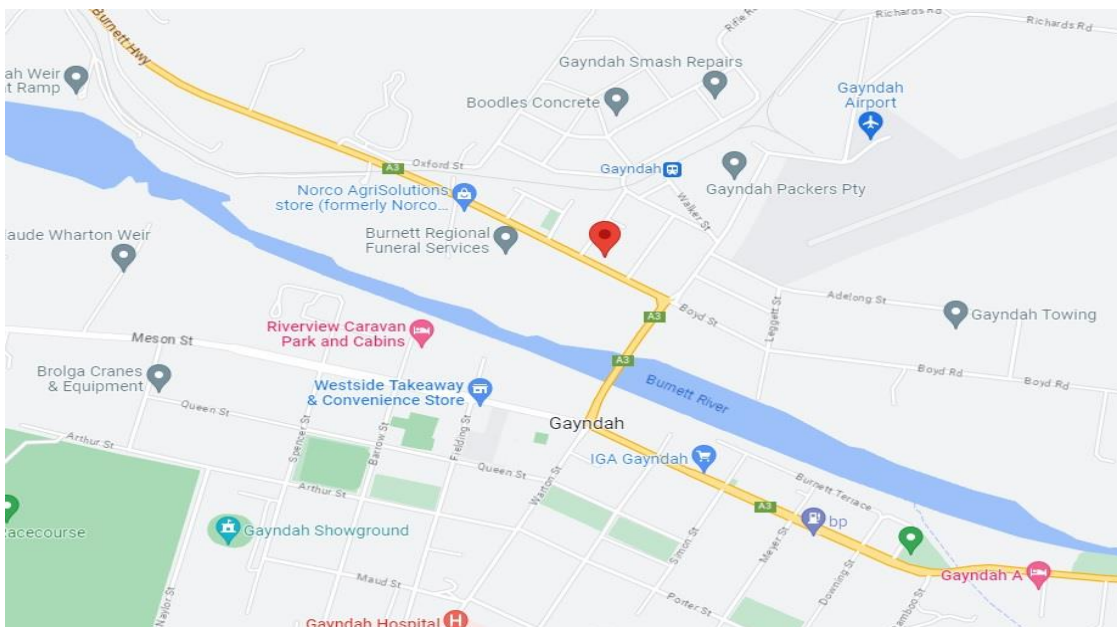 Burnett Hwy
Rifle R
Richards Rd
Richards Rd
ah Weir
t Ramp
Gayndah Smash Repairs
Boodles Concrete
Gayndah
Airport
A3
Oxford St
Gayndah
Gayndah Packers Pty
Norco AgriSolutions
store (formerly Norco...
Walker St
Burnett Regional
Funeral Services
laude Wharton Weir
Adelong St
A3
Boyd St
Leggett St
Gayndah Towing
Riverview Caravan
Park and Cabins
Meson St
A3
Burnett River
Boyd Rd
Boyd Rd
Brolga Cranes
& Equipment
Westside Takeaway
& Convenience Store
Queen St
Gayndah
Arthur St
Spencer St
Barrow St
Fielding St
IGA Gayndah
Queen St
Warton St
Burnett Terrace
Arthur St
A3
bp
acecourse
Gayndah Showground
Simon St
Meyer St
Maud St
Downing St
Gayndah A
Naylor St
Porter St
amboo St
Gayndah Hospital
H